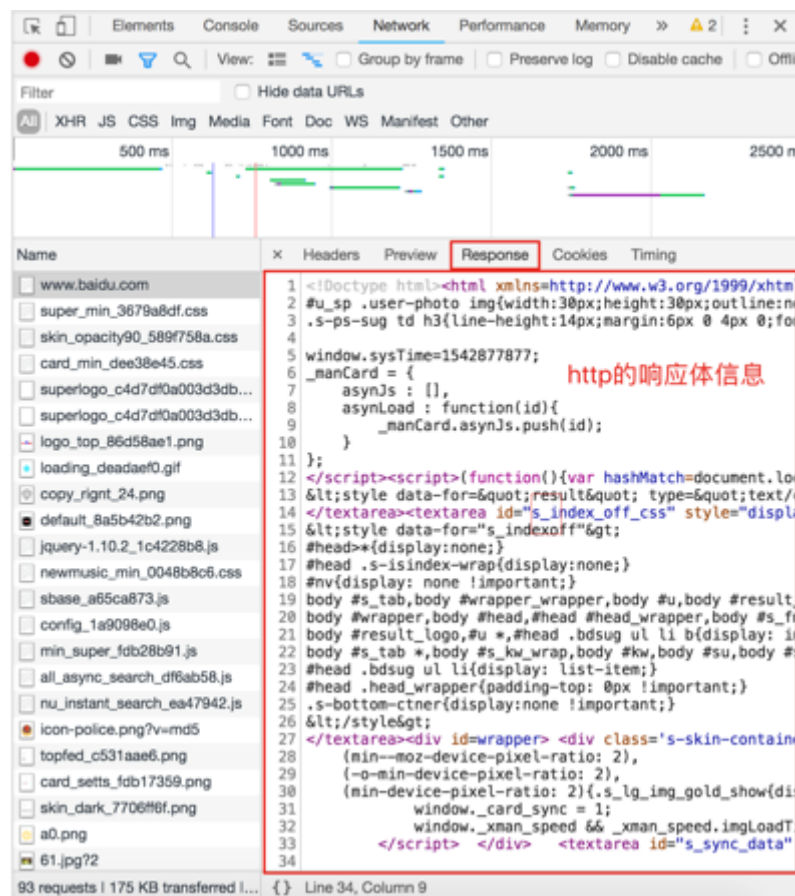 Elements Console Sources Network Performance Memory » 2
View: Group by frame Preserve log Disable cache Offli
Filter Hide data URLs
All XHR JS CSS Img Media Font Doc WS Manifest Other
500 ms 1000 ms 1500 ms 2000 ms 2500 m
Name × Headers Preview Response Cookies Timing
www.baidu.com
super_min_3679a8df.css
skin_opacity90_589f758a.css
card_min_dee38e45.css
superlogo_c4d7df0a003d3db...
superlogo_c4d7df0a003d3db...
logo_top_86d58ae1.png
loading_deadaef0.gif
copy_rignt_24.png
default_8a5b42b2.png
jquery-1.10.2_1c4228b8.js
newmusic_min_0048b8c6.css
sbase_a65ca873.js
config_1a9098e0.js
min_super_fdb28b91.js
all_async_search_df6ab58.js
nu_instant_search_ea47942.js
icon-police.png?v=md5
topfed_c531aae6.png
card_setts_fdb17359.png
skin_dark_7706ff6f.png
a0.png
61.jpg?2
1 <!Doctype html><html xmlns=http://www.w3.org/1999/xhtml
2 #u_sp .user-photo img{width:30px;height:30px;outline:no
3 .s-ps-sug td h3{line-height:14px;margin:6px 0 4px 0;fon
4
5 window.sysTime=1542877877;
6 _manCard = {
7 asynJs : [],
8 asynLoad : function(id){
9 _manCard.asynJs.push(id);
10 }
11 };
http的响应体信息
12 </script><script>(function(){var hashMatch=document.loc
13 &lt;style data-for=&quot;result&quot; type=&quot;text/c
14 </textarea><textarea id="s_index_off_css" style="displa
15 &lt;style data-for="s_indexoff"&gt;
16 #head>*{display:none;}
17 #head .s-isindex-wrap{display:none;}
18 #nv{display: none !important;}
19 body #s_tab,body #wrapper_wrapper,body #u,body #result_
20 body #wrapper,body #head,#head #head_wrapper,body #s_f
21 body #result_logo,#u *,#head .bdsug ul li b{display: i
22 body #s_tab *,body #s_kw_wrap,body #kw,body #su,body #s
23 #head .bdsug ul li{display: list-item;}
24 #head .head_wrapper{padding-top: 0px !important;}
25 .s-bottom-ctner{display:none !important;}
26 &lt;/style&gt;
27 </textarea><div id=wrapper> <div class='s-skin-contain
28 (min--moz-device-pixel-ratio: 2),
29 (-o-min-device-pixel-ratio: 2),
30 (min-device-pixel-ratio: 2){.s_lg_img_gold_show{dis
31 window._card_sync = 1;
32 window._xman_speed && _xman_speed.imgLoadT
33 </script> </div> <textarea id="s_sync_data"
34
93 requests | 175 KB transferred | ... {} Line 34, Column 9